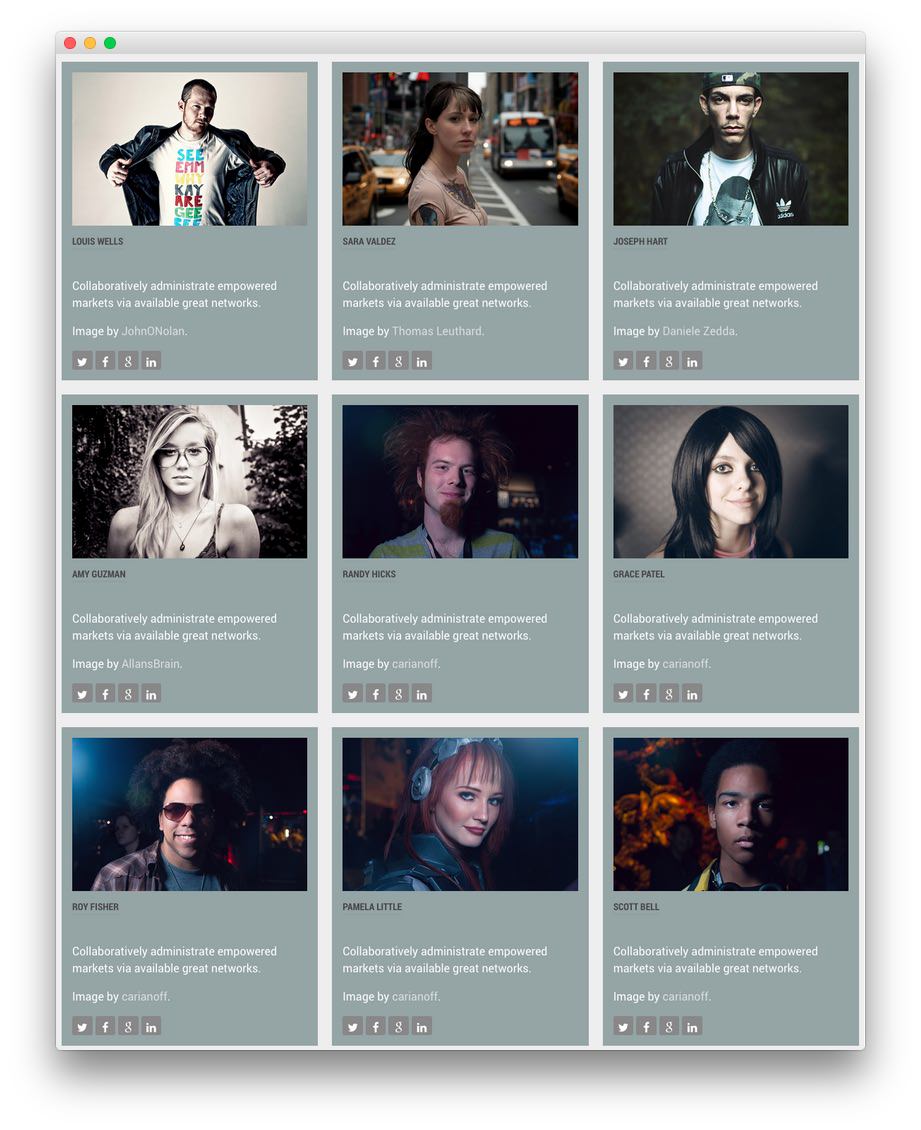 SEE
EMM
WHY
KAY
ARE
GEE
SEE
adidas
LOUIS WELLS
SARA VALDEZ
JOSEPH HART
Collaboratively administrate empowered
markets via available great networks.
Collaboratively administrate empowered
markets via available great networks.
Collaboratively administrate empowered
markets via available great networks.
Image by JohnONolan.
Image by Thomas Leuthard.
Image by Daniele Zedda.
AMY GUZMAN
RANDY HICKS
GRACE PATEL
Collaboratively administrate empowered
markets via available great networks.
Collaboratively administrate empowered
markets via available great networks.
Collaboratively administrate empowered
markets via available great networks.
Image by AllansBrain.
Image by carianoff.
Image by carianoff.
ROY FISHER
PAMELA LITTLE
SCOTT BELL
Collaboratively administrate empowered
markets via available great networks.
Collaboratively administrate empowered
markets via available great networks.
Collaboratively administrate empowered
markets via available great networks.
Image by carianoff.
Image by carianoff.
Image by carianoff.